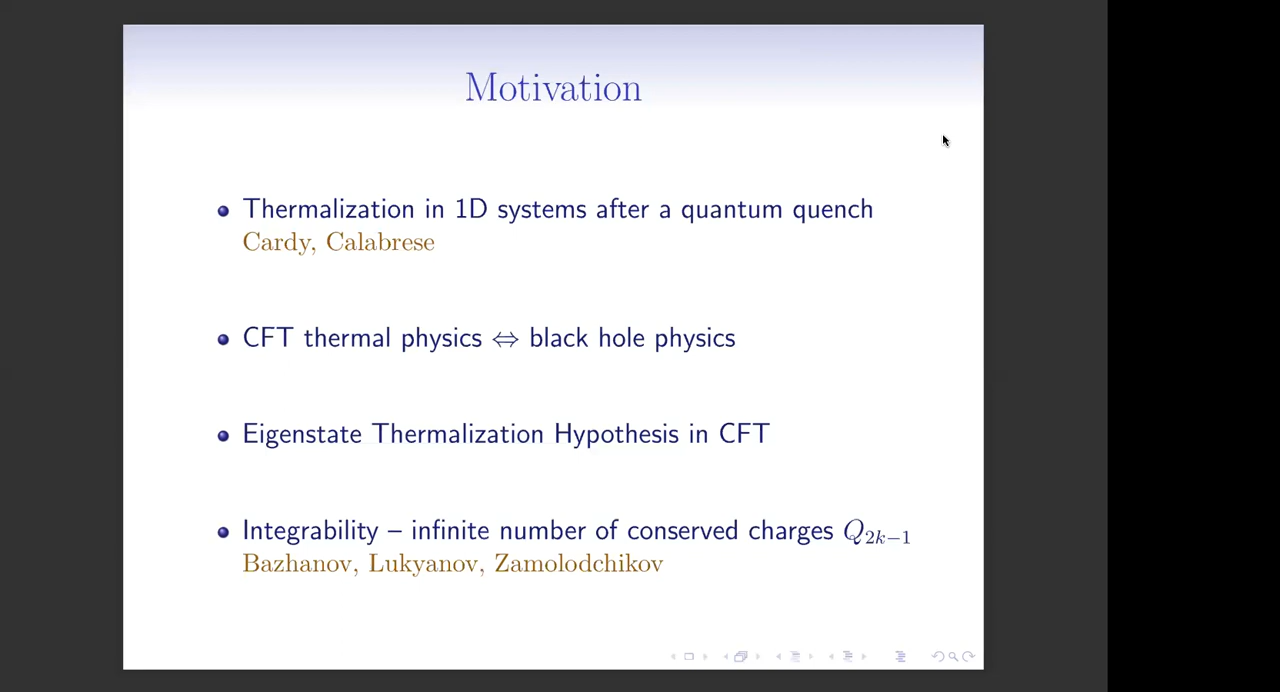 Motivation
Thermalization in 1D systems after a quantum quench
Cardy, Calabrese
CFT thermal physics ⇔ black hole physics
Eigenstate Thermalization Hypothesis in CFT
Integrability – infinite number of conserved charges $Q_{2k-1}$
Bazhanov, Lukyanov, Zamolodchikov